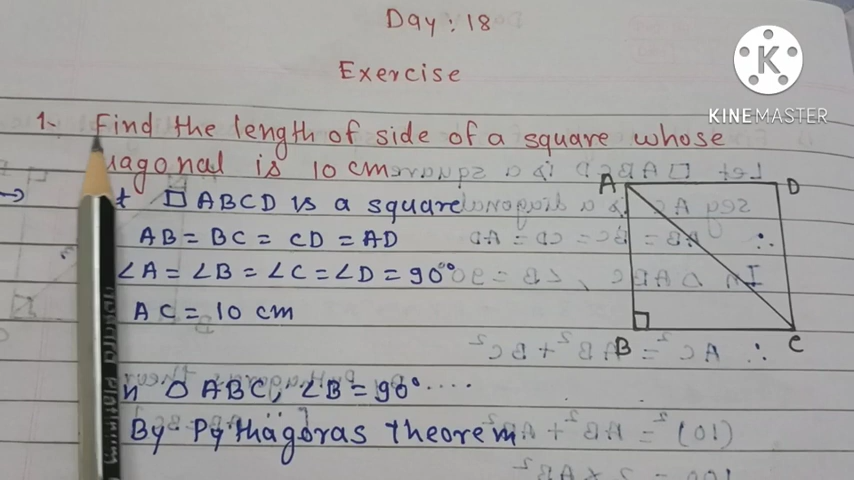 Day: 18
Exercise
KINEMASTER
1. Find the length of side of a square whose
diagonal is 10 cm
→ □ABCD is a square
AB = BC = CD = AD
∠A = ∠B = ∠C = ∠D = 90°
AC = 10 cm
A
D
B
C
In △ABC, ∠B = 90° ....
By Pythagoras theorem